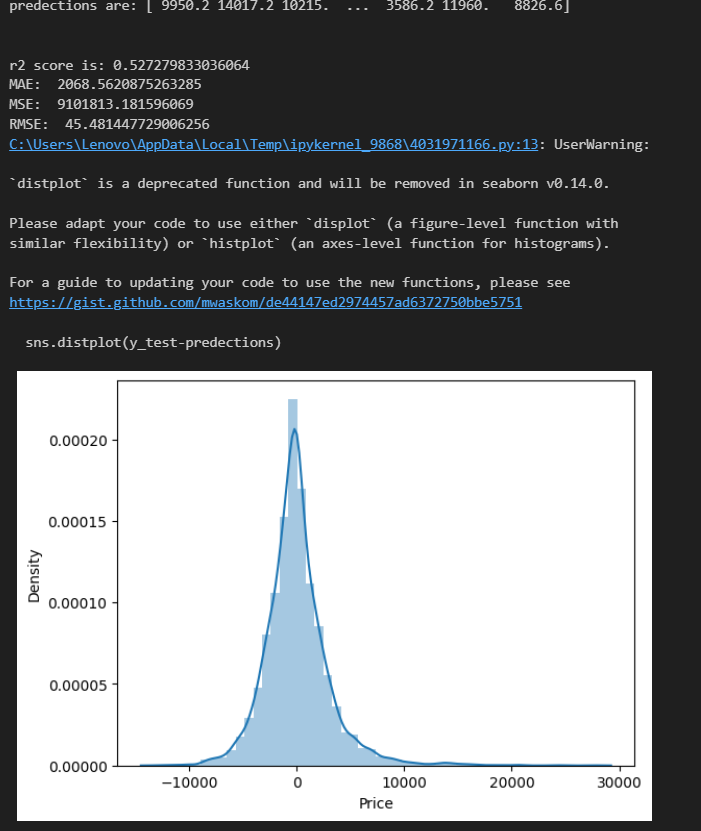 predections are: [ 9950.2 14017.2 10215.  ...  3586.2 11960.   8826.6]
r2 score is: 0.527279833036064
MAE:  2068.5620875263285
MSE:  9101813.181596069
RMSE:  45.481447729006256
C:\Users\Lenovo\AppData\Local\Temp\ipykernel_9868\4031971166.py:13: UserWarning:
`distplot` is a deprecated function and will be removed in seaborn v0.14.0.
Please adapt your code to use either `displot` (a figure-level function with
similar flexibility) or `histplot` (an axes-level function for histograms).
For a guide to updating your code to use the new functions, please see
https://gist.github.com/mwaskom/de44147ed2974457ad6372750bbe5751
sns.distplot(y_test-predections)
0.00020
0.00015
Density
0.00010
0.00005
0.00000
−10000 0 10000 20000 30000
Price